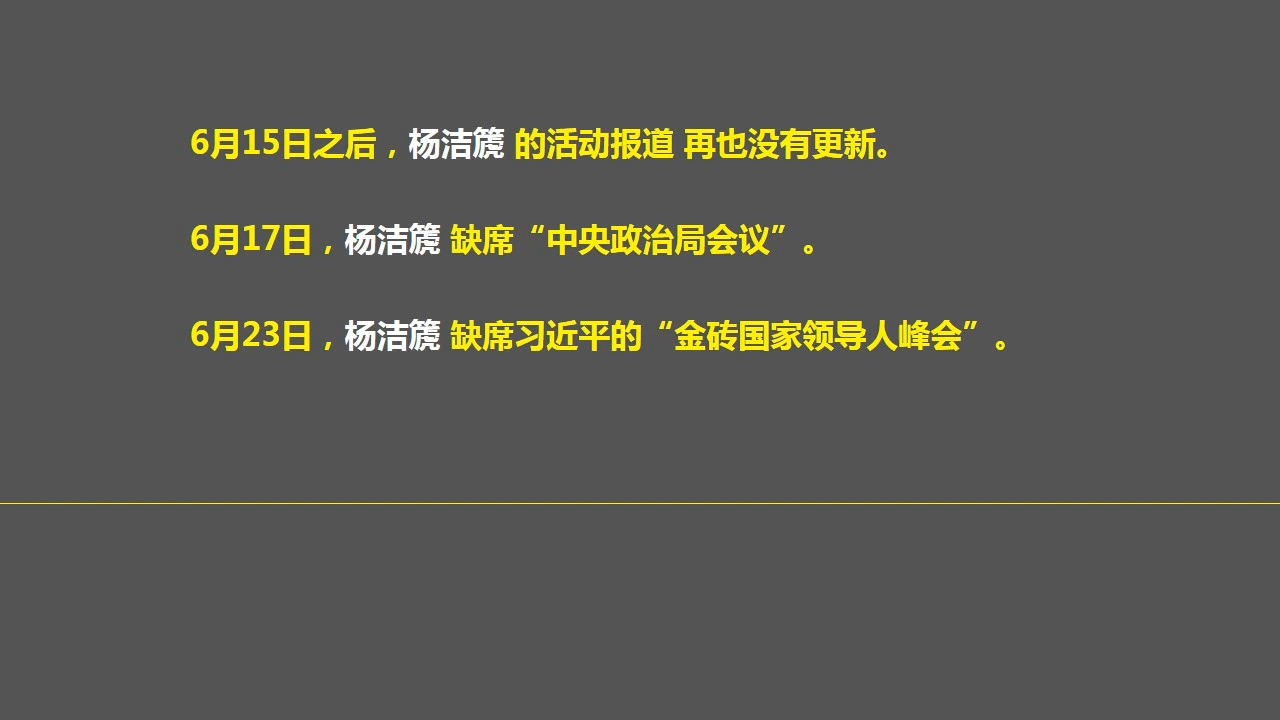 6月15日之后，杨洁篪 的活动报道 再也没有更新。
6月17日，杨洁篪 缺席“中央政治局会议”。
6月23日，杨洁篪 缺席习近平的“金砖国家领导人峰会”。